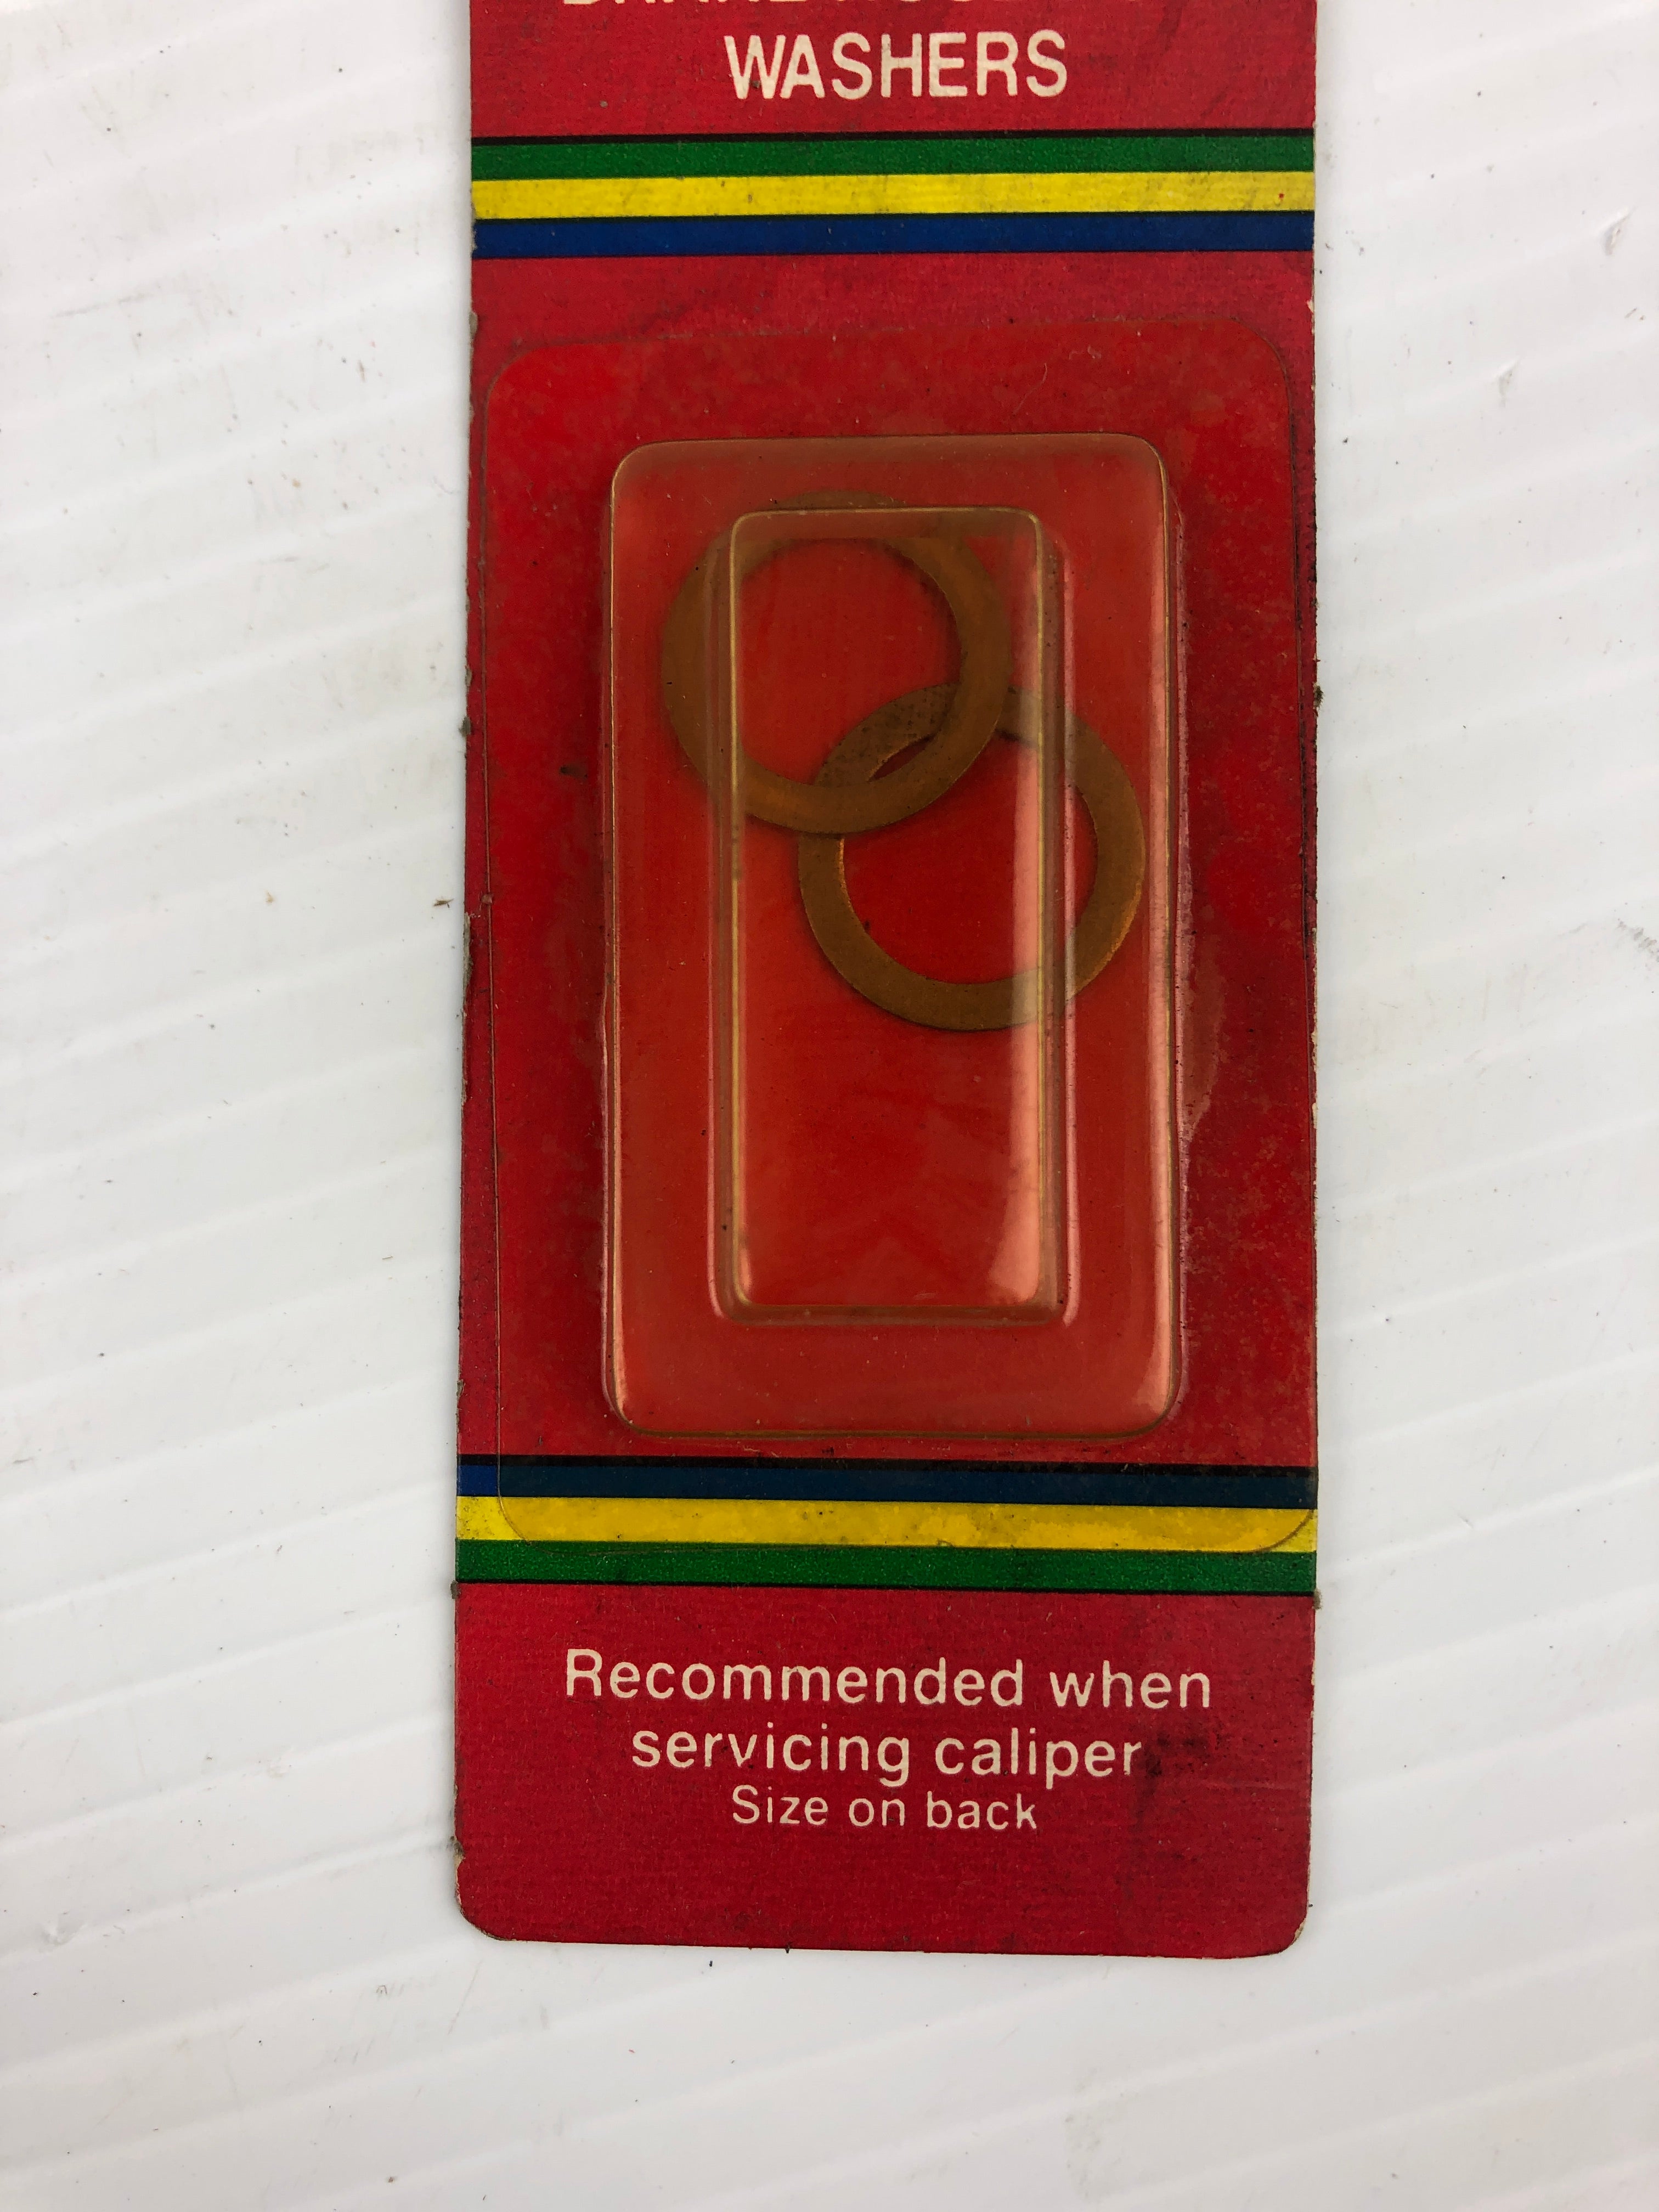 WASHERS
Recommended when
servicing caliper
Size on back